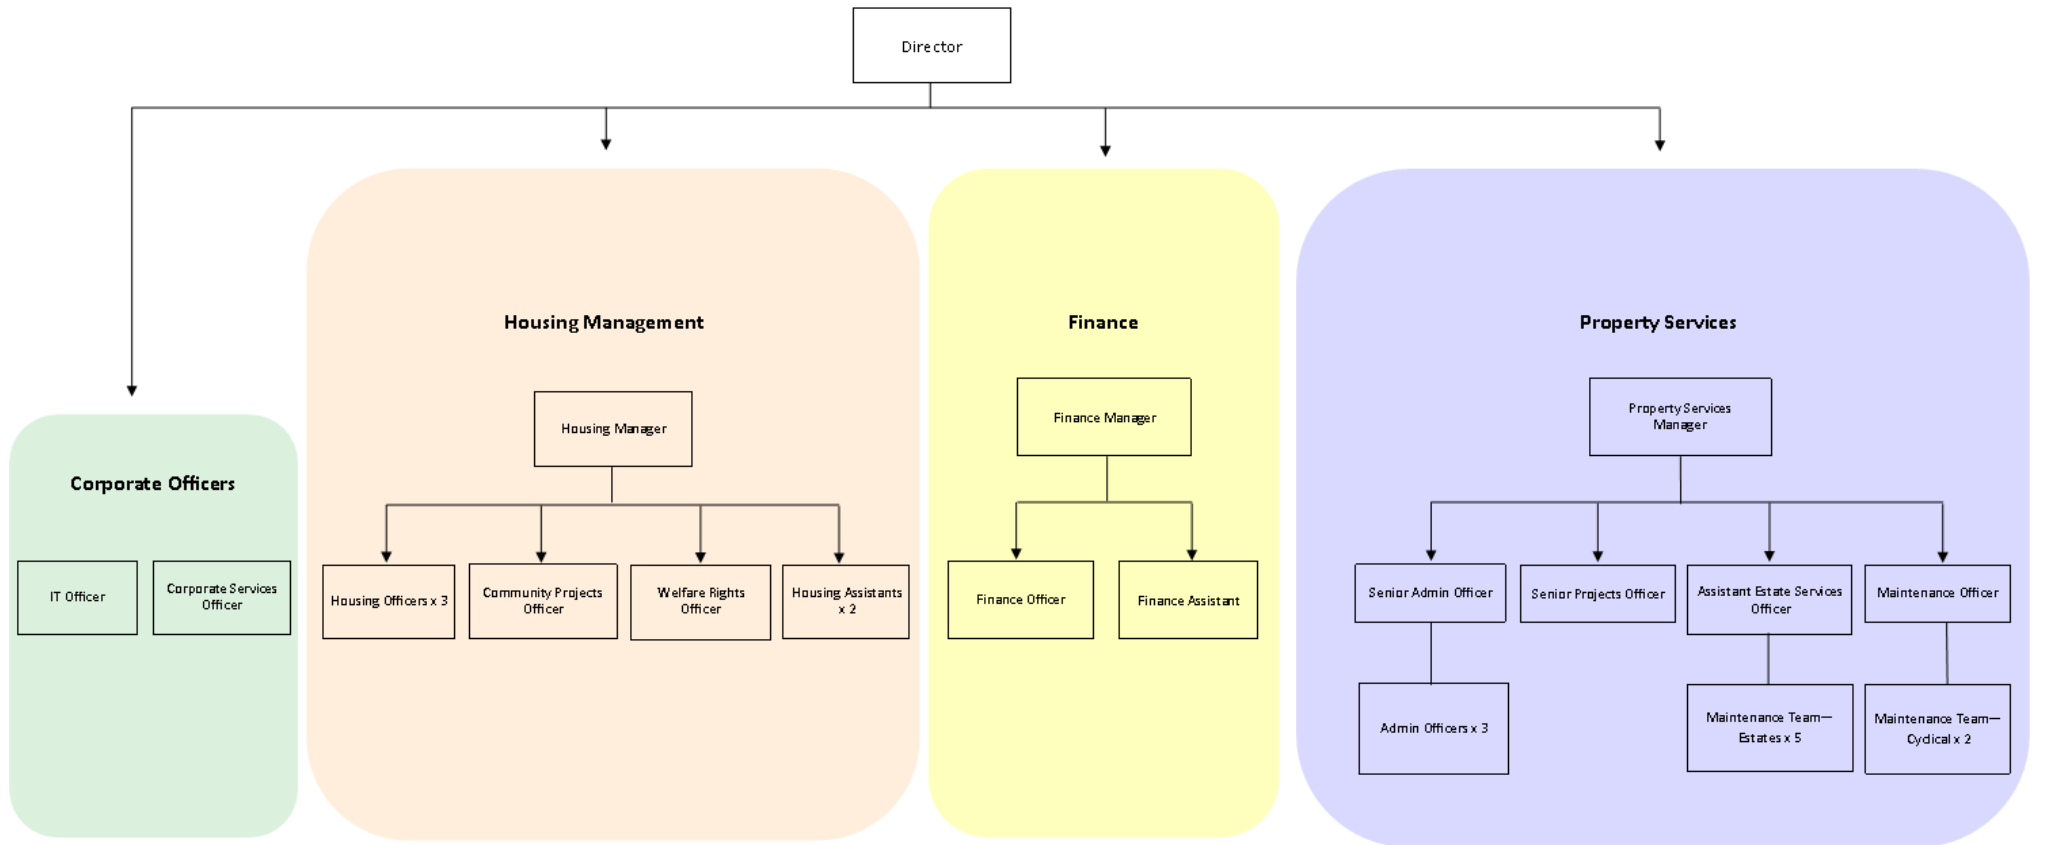 Director
Housing Management
Finance
Property Services
Housing Manager
Finance Manager
Property Services
Manager
Corporate Officers
IT Officer
Corporate Services
Officer
Housing Officers x 3
Community Projects
Officer
Welfare Rights
Officer
Housing Assistants
x 2
Finance Officer
Finance Assistant
Senior Admin Officer
Senior Projects Officer
Assistant Estate Services
Officer
Maintenance Officer
Admin Officers x 3
Maintenance Team—
Estates x 5
Maintenance Team—
Cyclical x 2